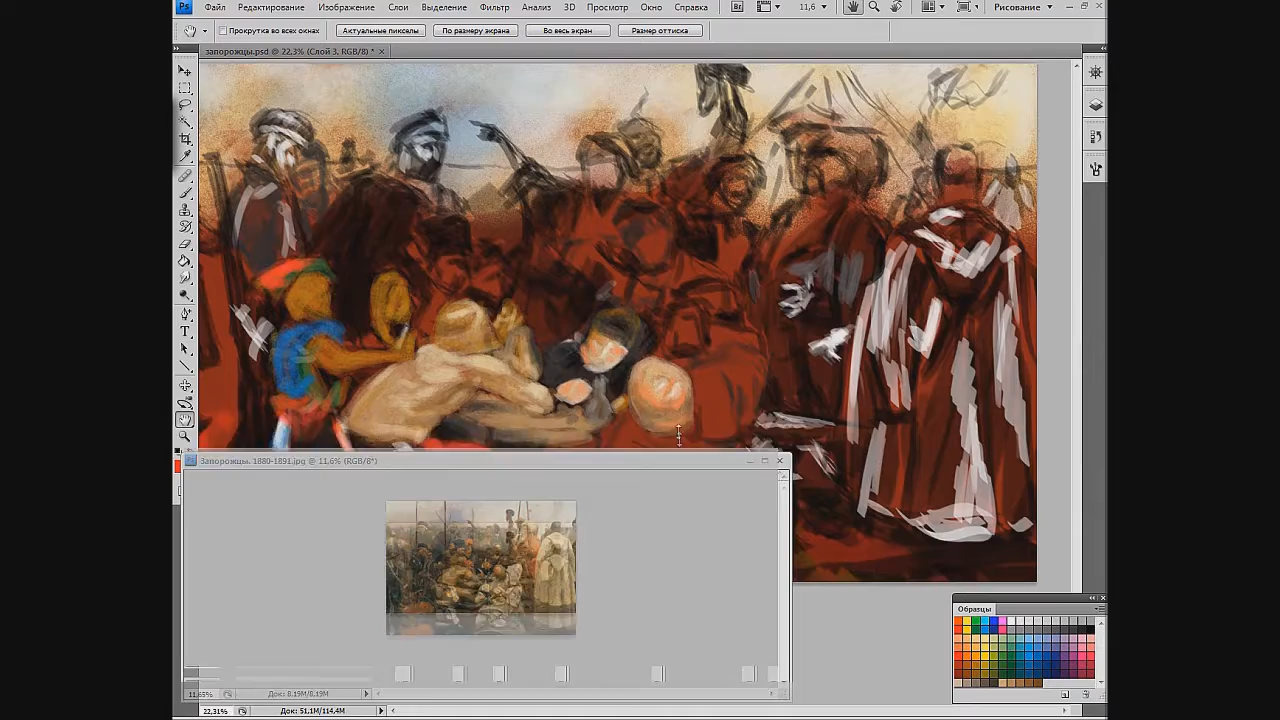 Ps Файл Редактирование Изображение Слои Выделение Фильтр Анализ 3D Просмотр Окно Справка Br 11,6 Рисование
Прокрутка во всех окнах Актуальные пикселы По размеру экрана Во весь экран Размер оттиска
запорожцы.psd @ 22,3% (Слой 3, RGB/8) * ×
Запорожцы. 1880-1891.jpg @ 11,6% (RGB/8*)
Образцы
11,65% Док: 8,19M/8,19M
22,31% Док: 51,1M/114,4M